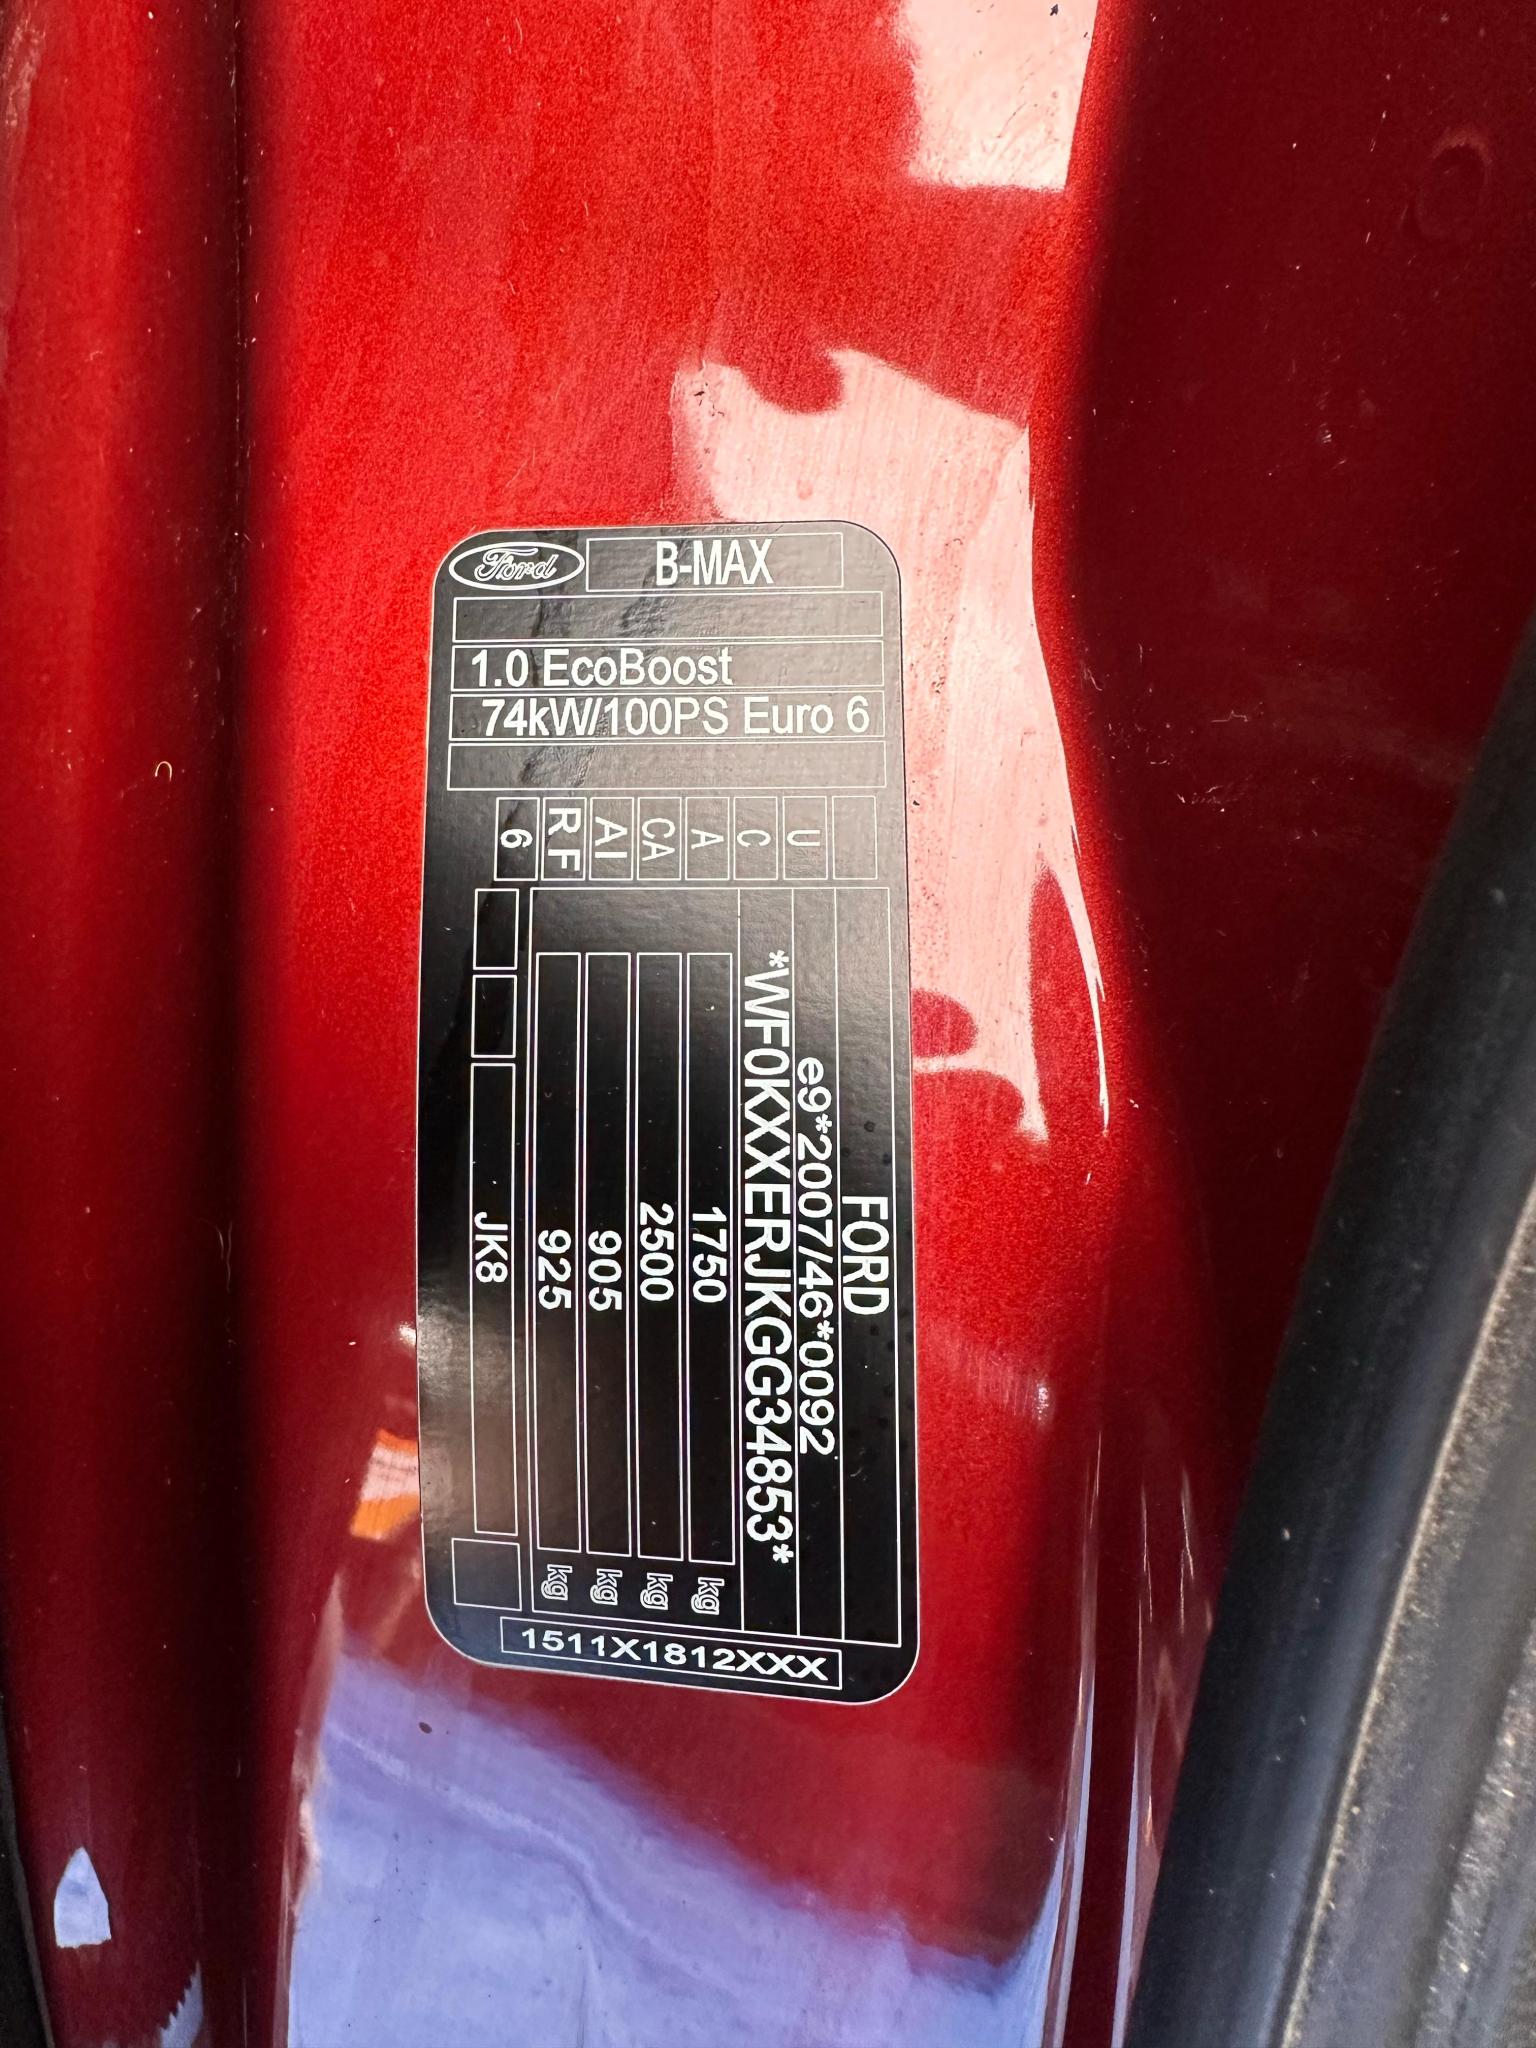 Ford B-MAX
1.0 EcoBoost
74kW/100PS Euro 6
U
C
A
CA
AI
RF
6
FORD
e9*2007/46*0092
*WF0KXXERJKGG34853*
1750 kg
2500 kg
905 kg
925 kg
JK8
1511X1812XXX